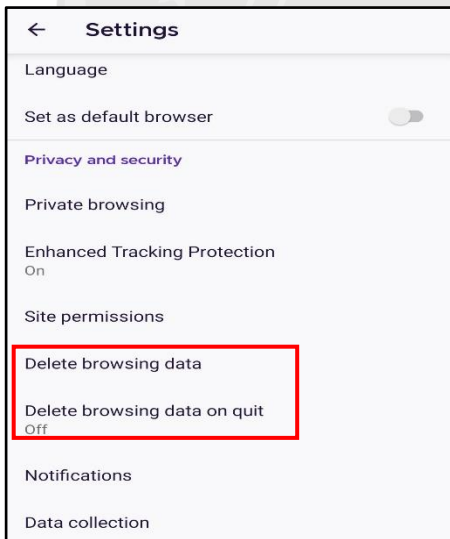 Settings
Language
Set as default browser
Privacy and security
Private browsing
Enhanced Tracking Protection
On
Site permissions
Delete browsing data
Delete browsing data on quit
Off
Notifications
Data collection